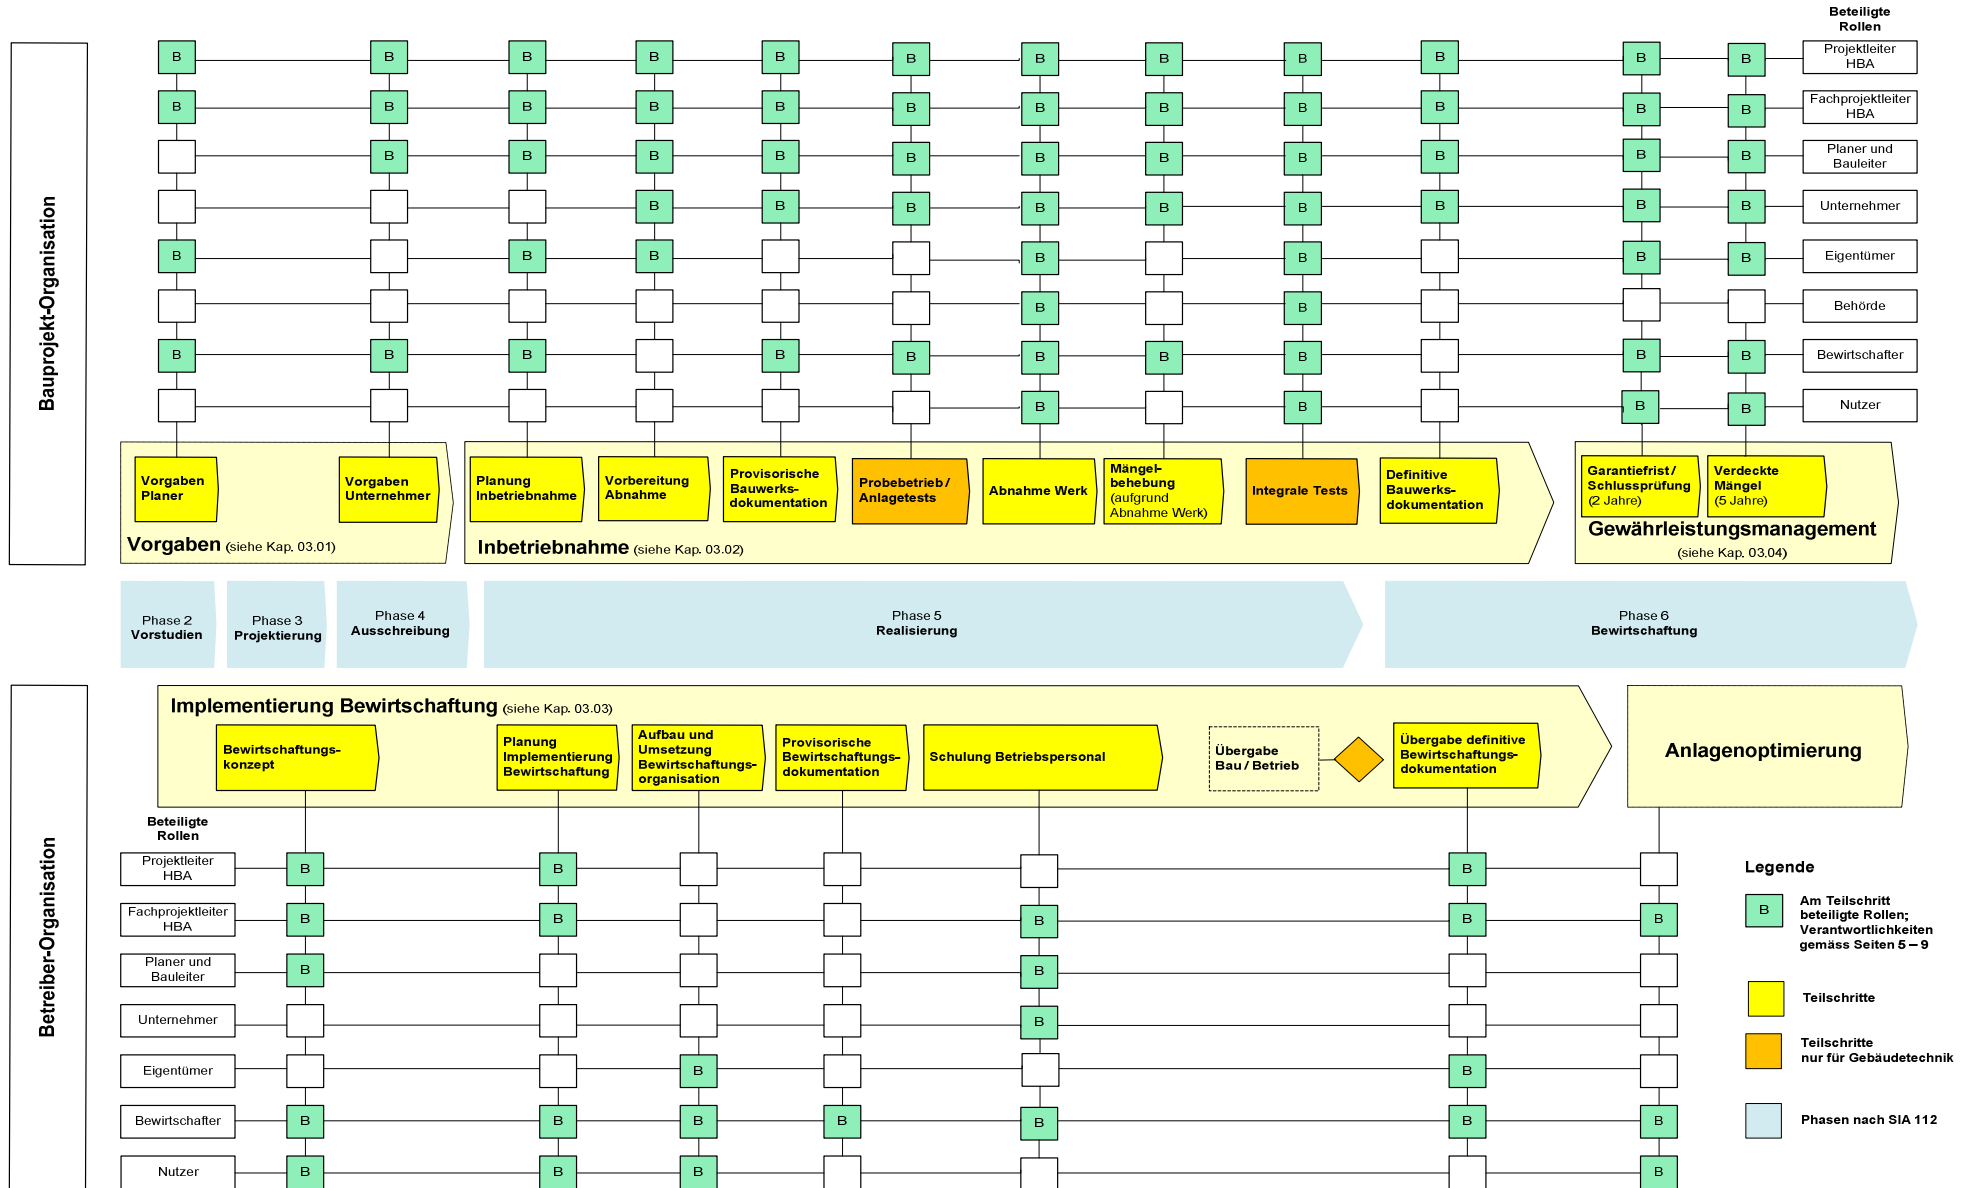 Beteiligte
Rollen
Bauprojekt-Organisation
B B B B B B B B B B B B
Projektleiter
HBA
B B B B B B B B B B B B
Fachprojektleiter
HBA
B B B B B B B B B B B
Planer und
Bauleiter
B B B B B B B B B
Unternehmer
B B B B B B B
Eigentümer
B B
Behörde
B B B B B B B B B B
Bewirtschafter
B B B B
Nutzer
Vorgaben
Planer
Vorgaben
Unternehmer
Vorgaben (siehe Kap. 03.01)
Planung
Inbetriebnahme
Vorbereitung
Abnahme
Provisorische
Bauwerks-
dokumentation
Probebetrieb /
Anlagetests
Abnahme Werk
Mängel-
behebung
(aufgrund
Abnahme Werk)
Integrale Tests
Definitive
Bauwerks-
dokumentation
Inbetriebnahme (siehe Kap. 03.02)
Garantiefrist /
Schlussprüfung
(2 Jahre)
Verdeckte
Mängel
(5 Jahre)
Gewährleistungsmanagement
(siehe Kap. 03.04)
Phase 2
Vorstudien
Phase 3
Projektierung
Phase 4
Ausschreibung
Phase 5
Realisierung
Phase 6
Bewirtschaftung
Betreiber-Organisation
Implementierung Bewirtschaftung (siehe Kap. 03.03)
Bewirtschaftungs-
konzept
Planung
Implementierung
Bewirtschaftung
Aufbau und
Umsetzung
Bewirtschaftungs-
organisation
Provisorische
Bewirtschaftungs-
dokumentation
Schulung Betriebspersonal
Übergabe
Bau / Betrieb
Übergabe definitive
Bewirtschaftungs-
dokumentation
Anlagenoptimierung
Beteiligte
Rollen
Projektleiter
HBA
B B B
Fachprojektleiter
HBA
B B B B B
Planer und
Bauleiter
B B
Unternehmer
B
Eigentümer
B B
Bewirtschafter
B B B B B B B
Nutzer
B B B B
Legende
B
Am Teilschritt
beteiligte Rollen;
Verantwortlichkeiten
gemäss Seiten 5 – 9
Teilschritte
Teilschritte
nur für Gebäudetechnik
Phasen nach SIA 112